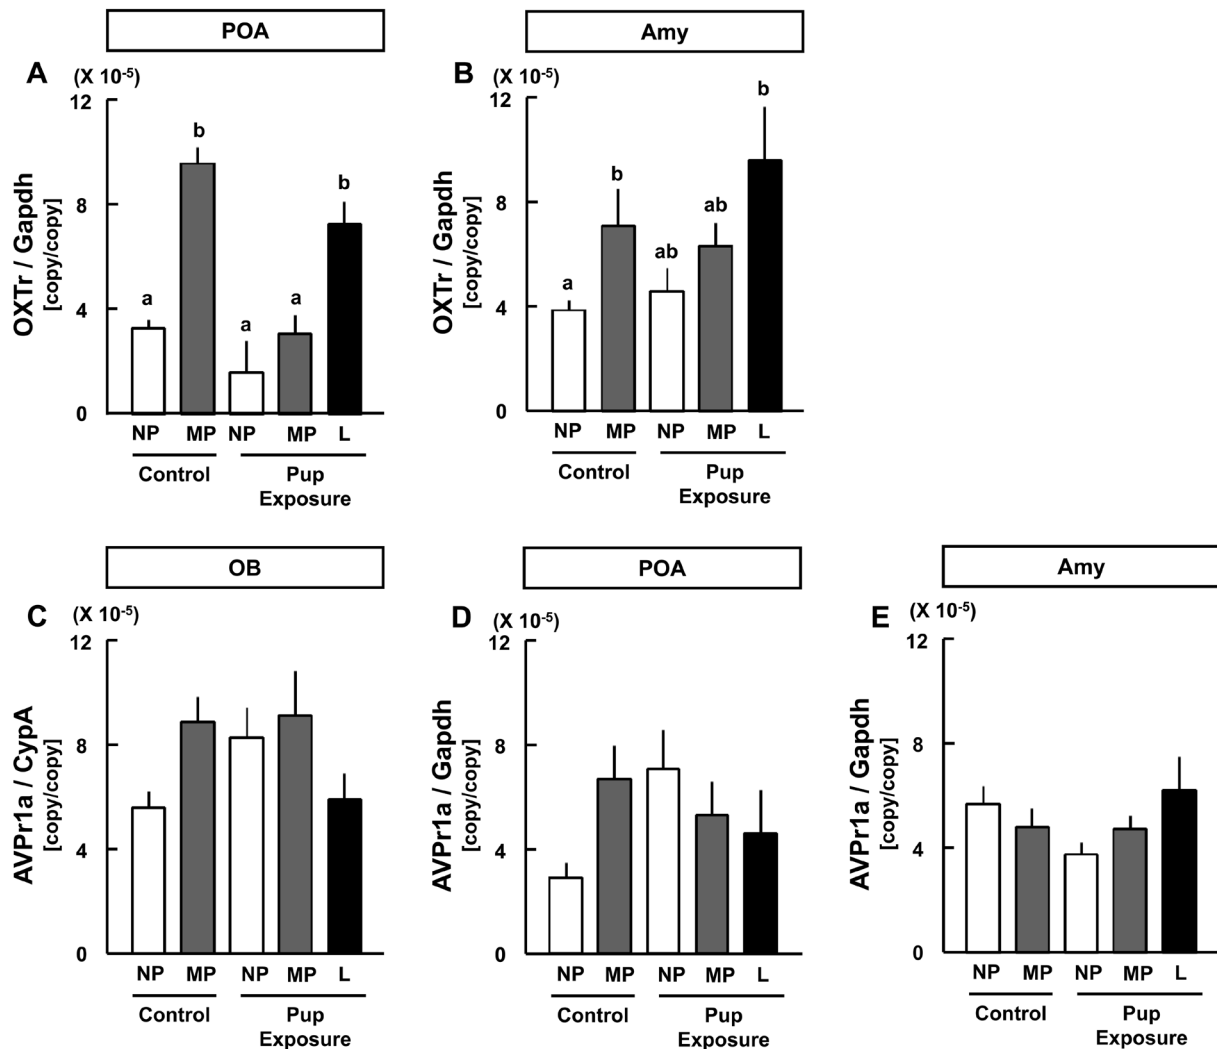 POA
A
(X 10-5)
12
8
4
0
OXTr / Gapdh
[copy/copy]
b
a
a
a
b
NP MP NP MP L
Control
Pup
Exposure
Amy
B
(X 10-5)
12
8
4
0
OXTr / Gapdh
[copy/copy]
a
b
ab
ab
b
NP MP NP MP L
Control
Pup
Exposure
OB
C
(X 10-5)
12
8
4
0
AVPr1a / CypA
[copy/copy]
NP MP NP MP L
Control
Pup
Exposure
POA
D
(X 10-5)
12
8
4
0
AVPr1a / Gapdh
[copy/copy]
NP MP NP MP L
Control
Pup
Exposure
Amy
E
(X 10-5)
12
8
4
0
AVPr1a / Gapdh
[copy/copy]
NP MP NP MP L
Control
Pup
Exposure